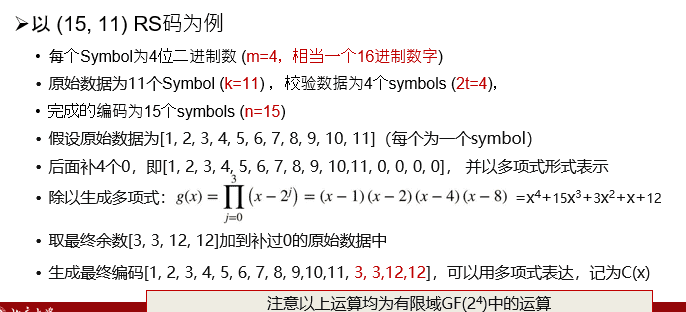 ➢以 (15, 11) RS码为例
• 每个Symbol为4位二进制数 (m=4，相当一个16进制数字)
• 原始数据为11个Symbol (k=11) ，校验数据为4个symbols (2t=4),
• 完成的编码为15个symbols (n=15)
• 假设原始数据为[1, 2, 3, 4, 5, 6, 7, 8, 9, 10, 11]（每个为一个symbol）
• 后面补4个0，即[1, 2, 3, 4, 5, 6, 7, 8, 9, 10,11, 0, 0, 0, 0]， 并以多项式形式表示
• 除以生成多项式：g(x) = ∏_{j=0}^{3} (x − 2^j) = (x − 1)(x − 2)(x − 4)(x − 8) =x⁴+15x³+3x²+x+12
• 取最终余数[3, 3, 12, 12]加到补过0的原始数据中
• 生成最终编码[1, 2, 3, 4, 5, 6, 7, 8, 9,10,11, 3, 3,12,12]，可以用多项式表达，记为C(x)
注意以上运算均为有限域GF(2⁴)中的运算